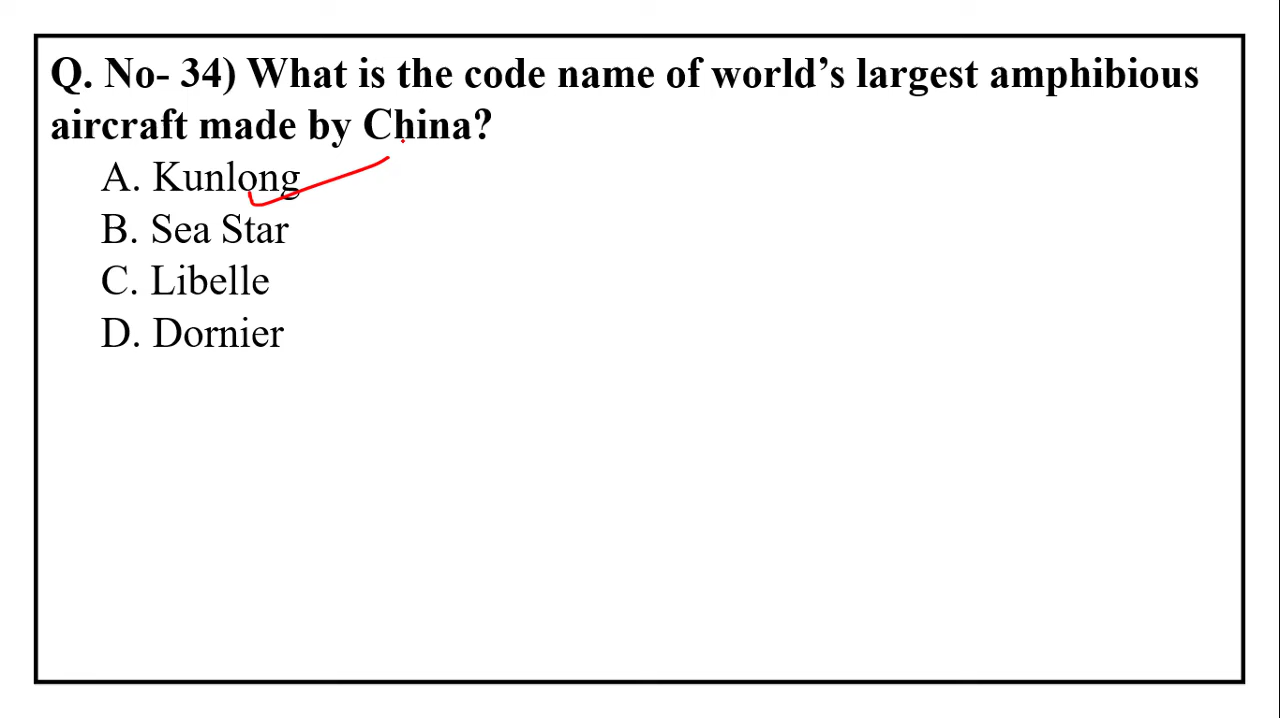 Q. No- 34) What is the code name of world’s largest amphibious
aircraft made by China?
A. Kunlong
B. Sea Star
C. Libelle
D. Dornier